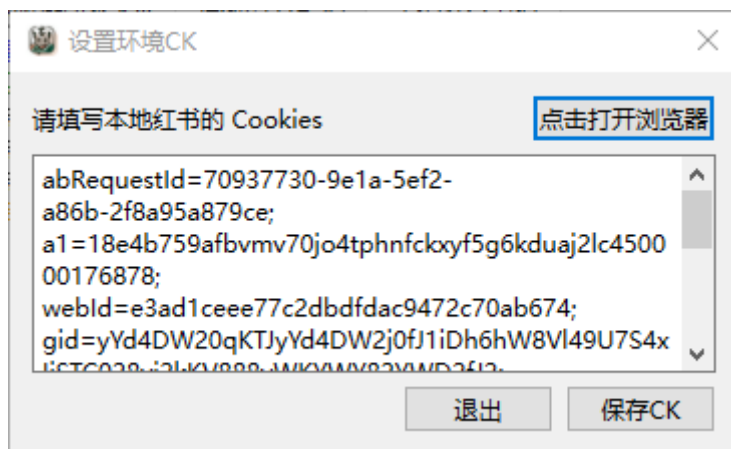 设置环境CK
请填写本地红书的 Cookies
点击打开浏览器
abRequestId=70937730-9e1a-5ef2-
a86b-2f8a95a879ce;
a1=18e4b759afbvmv70jo4tphnfckxyf5g6kduaj2lc4500
00176878;
webId=e3ad1ceee77c2dbdfdac9472c70ab674;
gid=yYd4DW20qKTJyYd4DW2j0fJ1iDh6hW8Vl49U7S4x
退出
保存CK